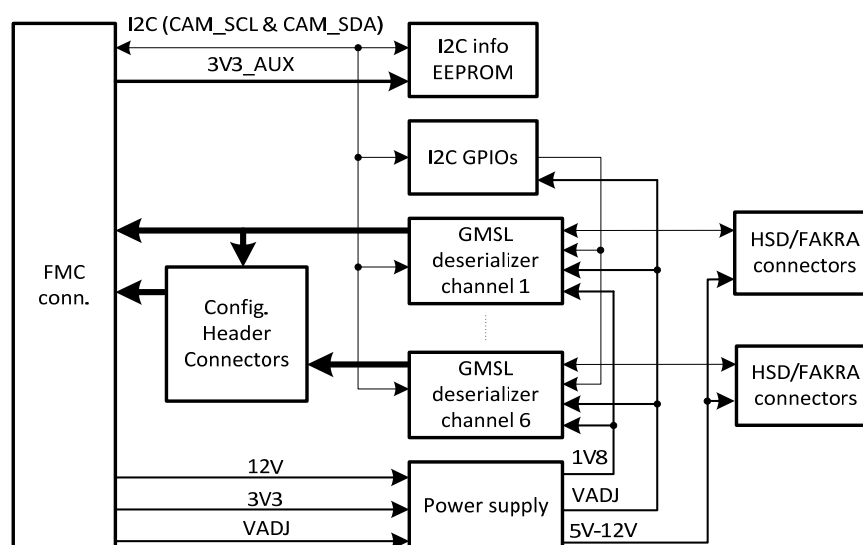 I2C (CAM_SCL & CAM_SDA)
3V3_AUX
I2C info
EEPROM
I2C GPIOs
FMC
conn.
Config.
Header
Connectors
GMSL
deserializer
channel 1
HSD/FAKRA
connectors
GMSL
deserializer
channel 6
HSD/FAKRA
connectors
12V
3V3
VADJ
Power supply
1V8
VADJ
5V-12V